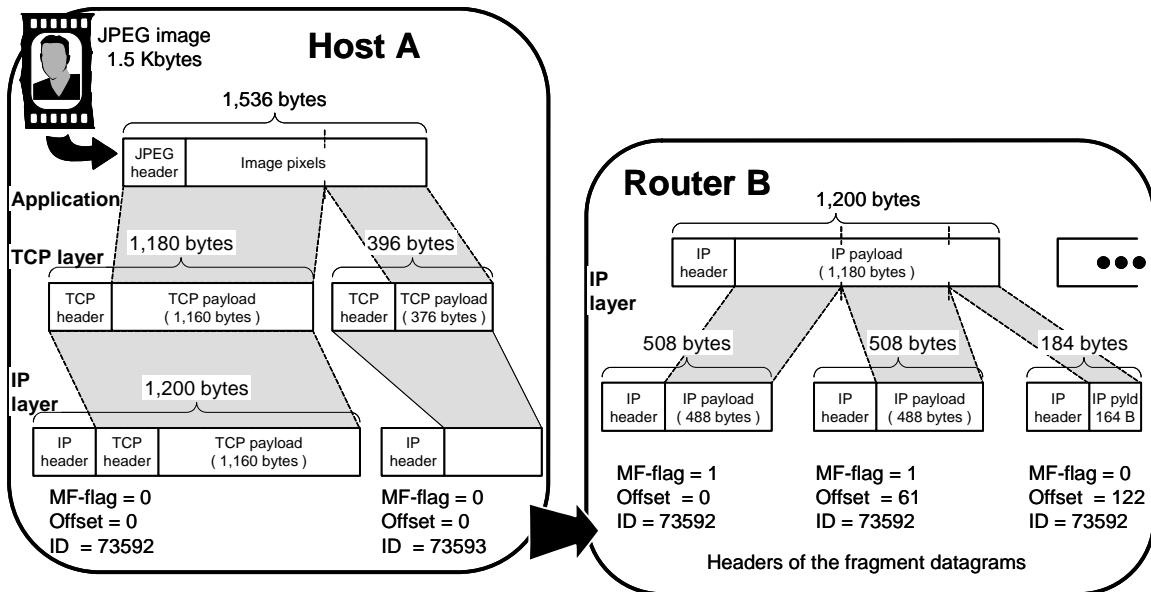 JPEG image
1.5 Kbytes
Host A
1,536 bytes
JPEG
header
Image pixels
Application
TCP layer
1,180 bytes
396 bytes
TCP
header
TCP payload
( 1,160 bytes )
TCP
header
TCP payload
( 376 bytes )
IP
layer
1,200 bytes
IP
header
TCP
header
TCP payload
( 1,160 bytes )
IP
header
MF-flag = 0
Offset = 0
ID = 73592
MF-flag = 0
Offset = 0
ID = 73593
Router B
1,200 bytes
IP
header
IP payload
( 1,180 bytes )
●●●
IP
layer
508 bytes
508 bytes
184 bytes
IP
header
IP payload
( 488 bytes )
IP
header
IP payload
( 488 bytes )
IP
header
IP pyld
164 B
MF-flag = 1
Offset = 0
ID = 73592
MF-flag = 1
Offset = 61
ID = 73592
MF-flag = 0
Offset = 122
ID = 73592
Headers of the fragment datagrams